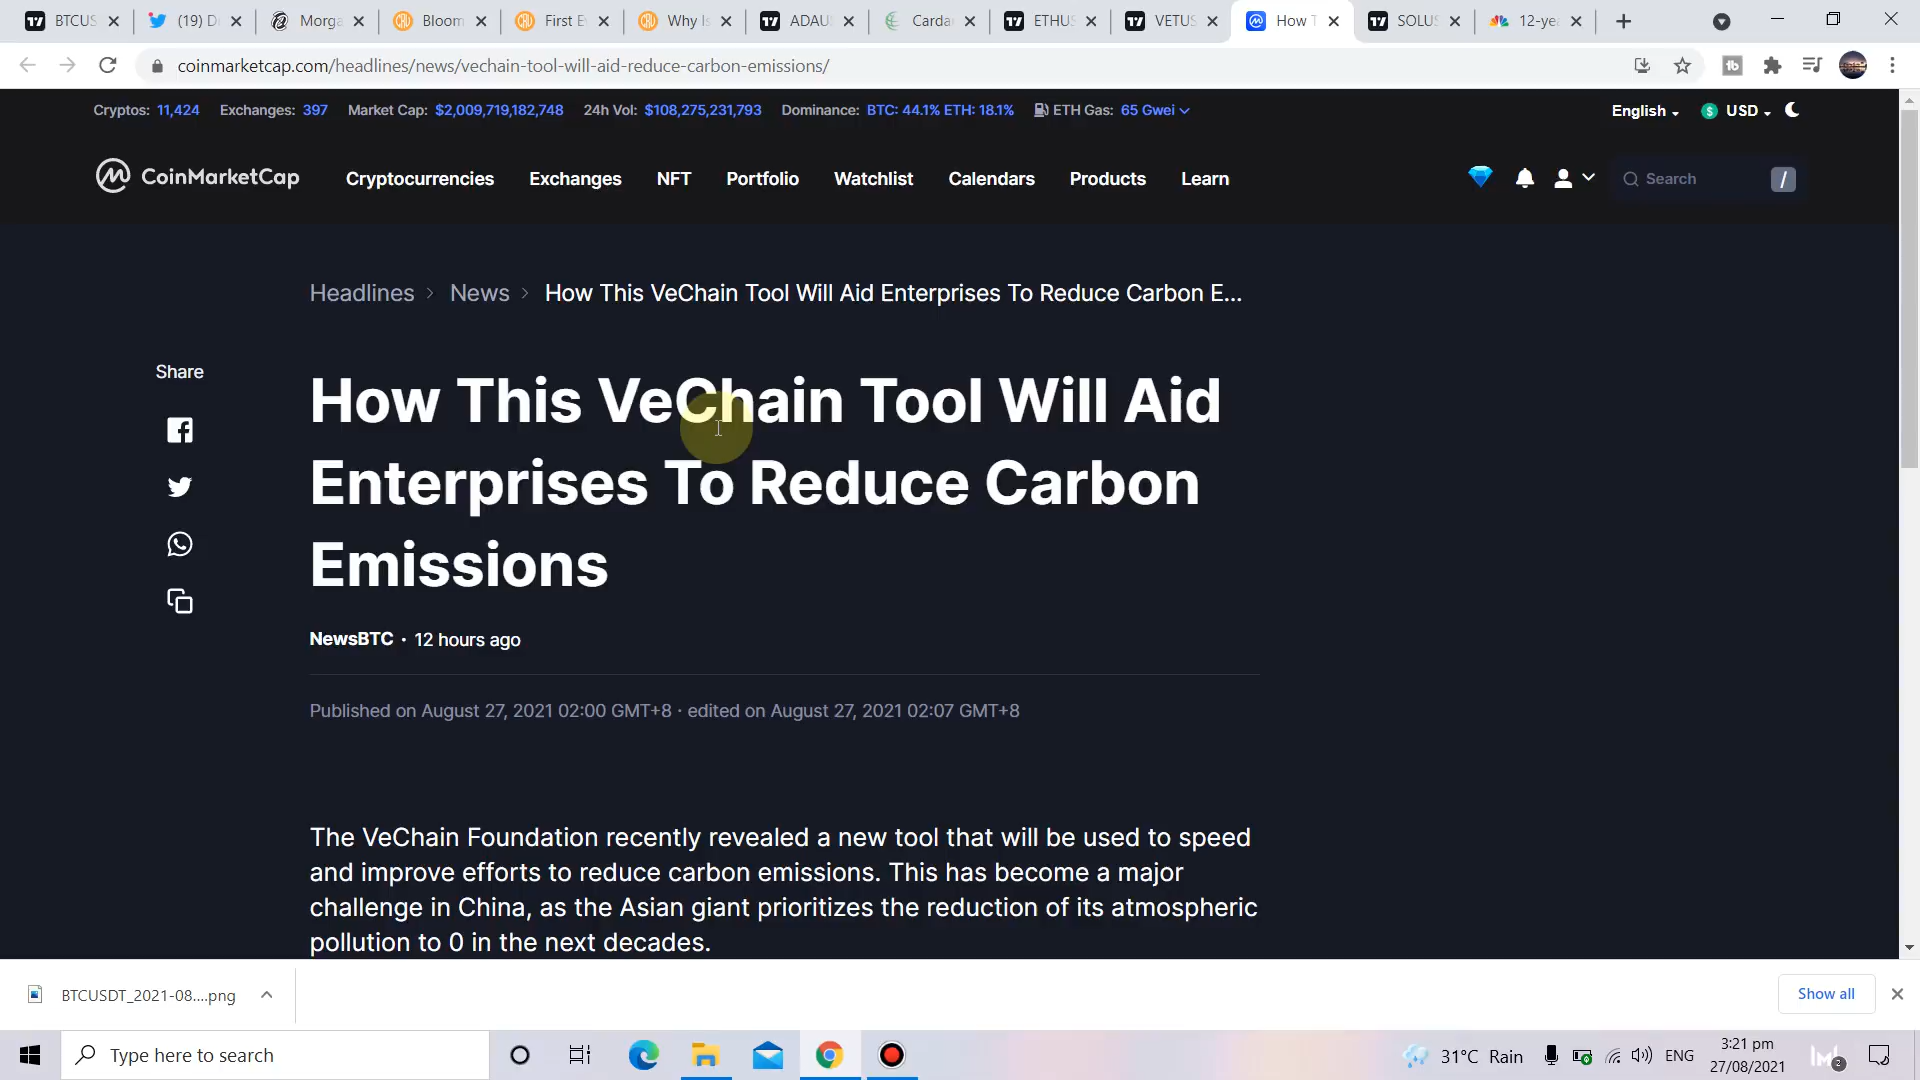 BTCUS
(19) D
Morga
Bloom
First E
Why Is
ADAU
Carda
ETHUS
VETUS
How T
SOLUS
12-ye
coinmarketcap.com/headlines/news/vechain-tool-will-aid-reduce-carbon-emissions/
Cryptos: 11,424 Exchanges: 397 Market Cap: $2,009,719,182,748 24h Vol: $108,275,231,793 Dominance: BTC: 44.1% ETH: 18.1% ETH Gas: 65 Gwei
English USD
CoinMarketCap Cryptocurrencies Exchanges NFT Portfolio Watchlist Calendars Products Learn Search /
Headlines > News > How This VeChain Tool Will Aid Enterprises To Reduce Carbon E...
Share
How This VeChain Tool Will Aid
Enterprises To Reduce Carbon
Emissions
NewsBTC · 12 hours ago
Published on August 27, 2021 02:00 GMT+8 · edited on August 27, 2021 02:07 GMT+8
The VeChain Foundation recently revealed a new tool that will be used to speed
and improve efforts to reduce carbon emissions. This has become a major
challenge in China, as the Asian giant prioritizes the reduction of its atmospheric
pollution to 0 in the next decades.
BTCUSDT_2021-08....png
Show all
Type here to search
31°C Rain
ENG
3:21 pm
27/08/2021
2